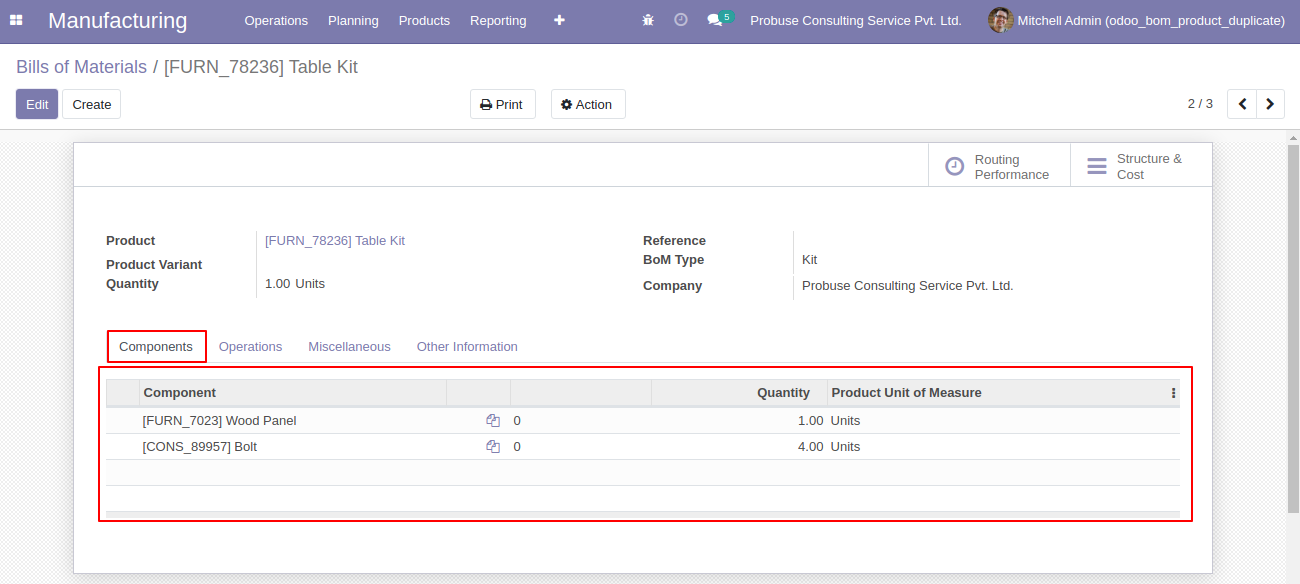 Manufacturing Operations Planning Products Reporting + 5 Probuse Consulting Service Pvt. Ltd. Mitchell Admin (odoo_bom_product_duplicate)
Bills of Materials / [FURN_78236] Table Kit
Edit Create Print Action 2 / 3
Routing Performance
Structure & Cost
Product [FURN_78236] Table Kit
Product Variant
Quantity 1.00 Units
Reference
BoM Type Kit
Company Probuse Consulting Service Pvt. Ltd.
Components Operations Miscellaneous Other Information
Component Quantity Product Unit of Measure
[FURN_7023] Wood Panel 0 1.00 Units
[CONS_89957] Bolt 0 4.00 Units